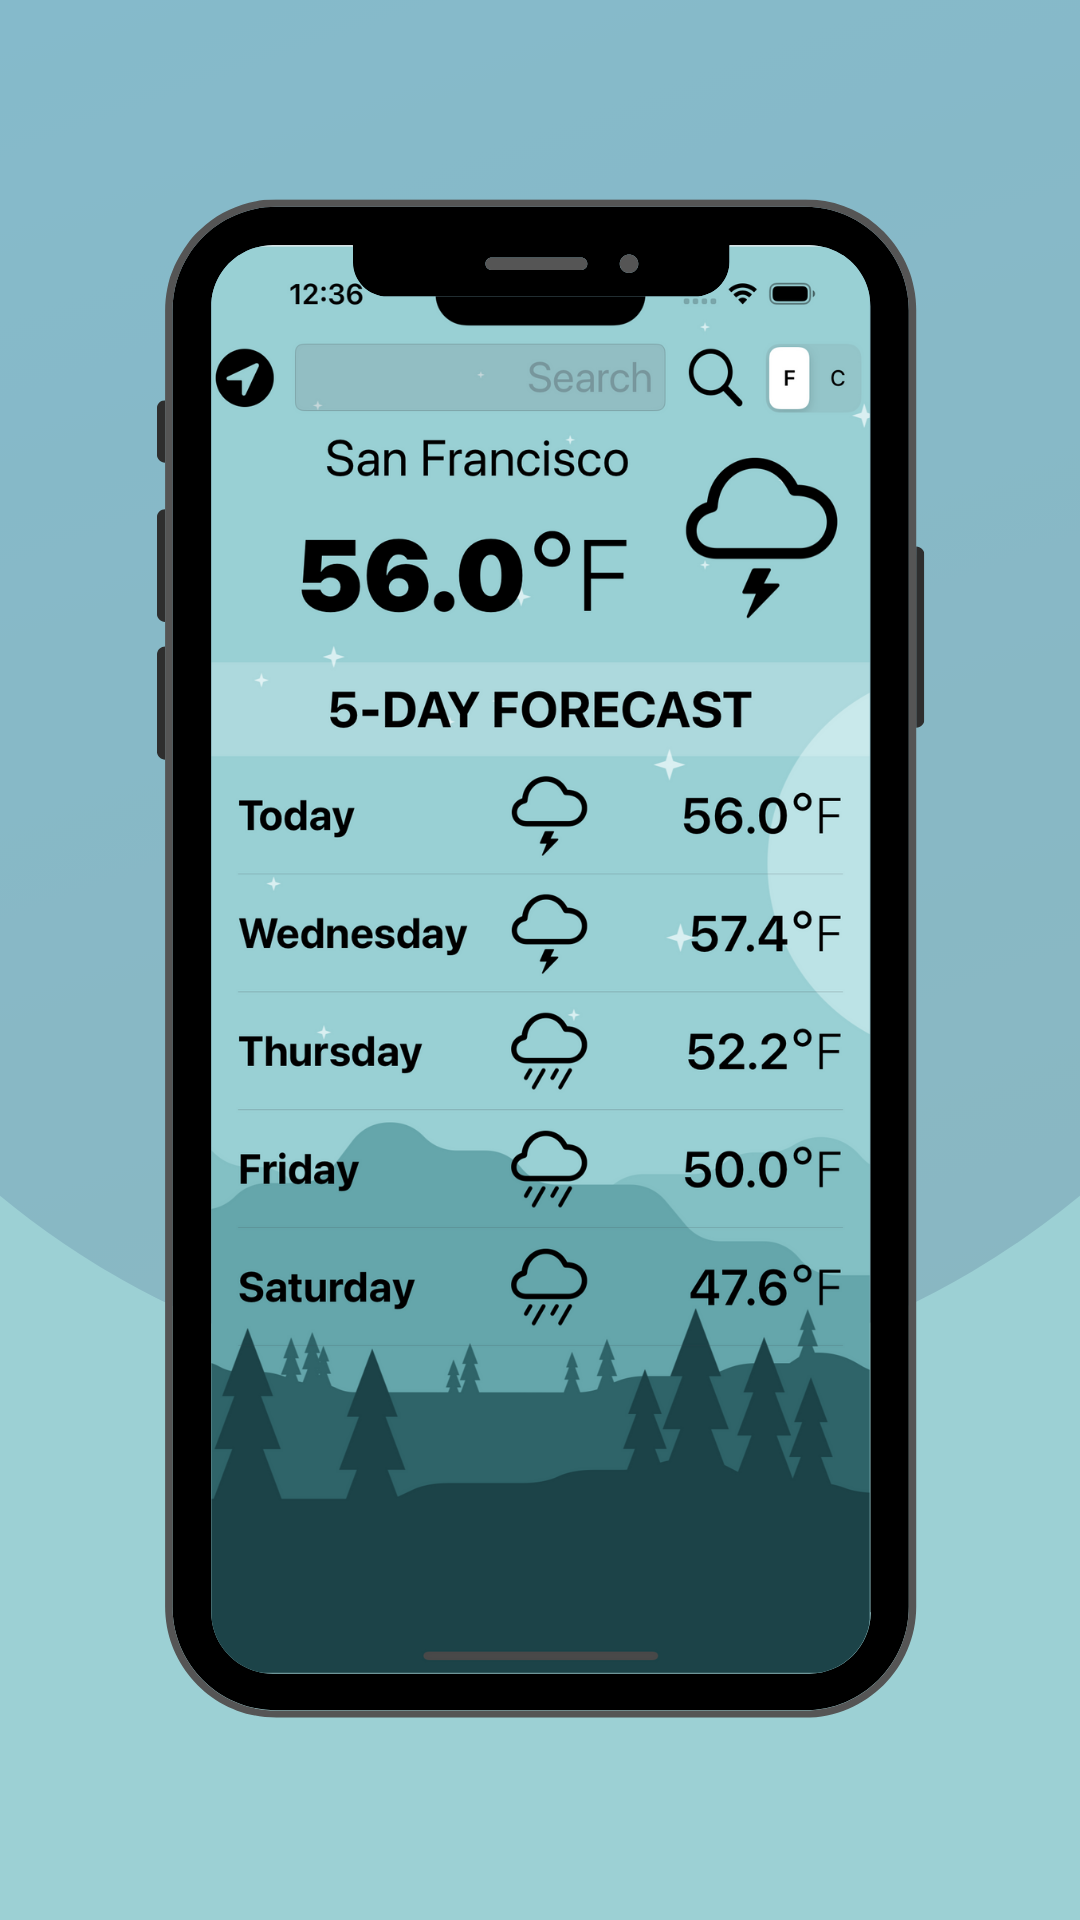 12:36
Search
F C
San Francisco
56.0°F
5-DAY FORECAST
Today 56.0°F
Wednesday 57.4°F
Thursday 52.2°F
Friday 50.0°F
Saturday 47.6°F